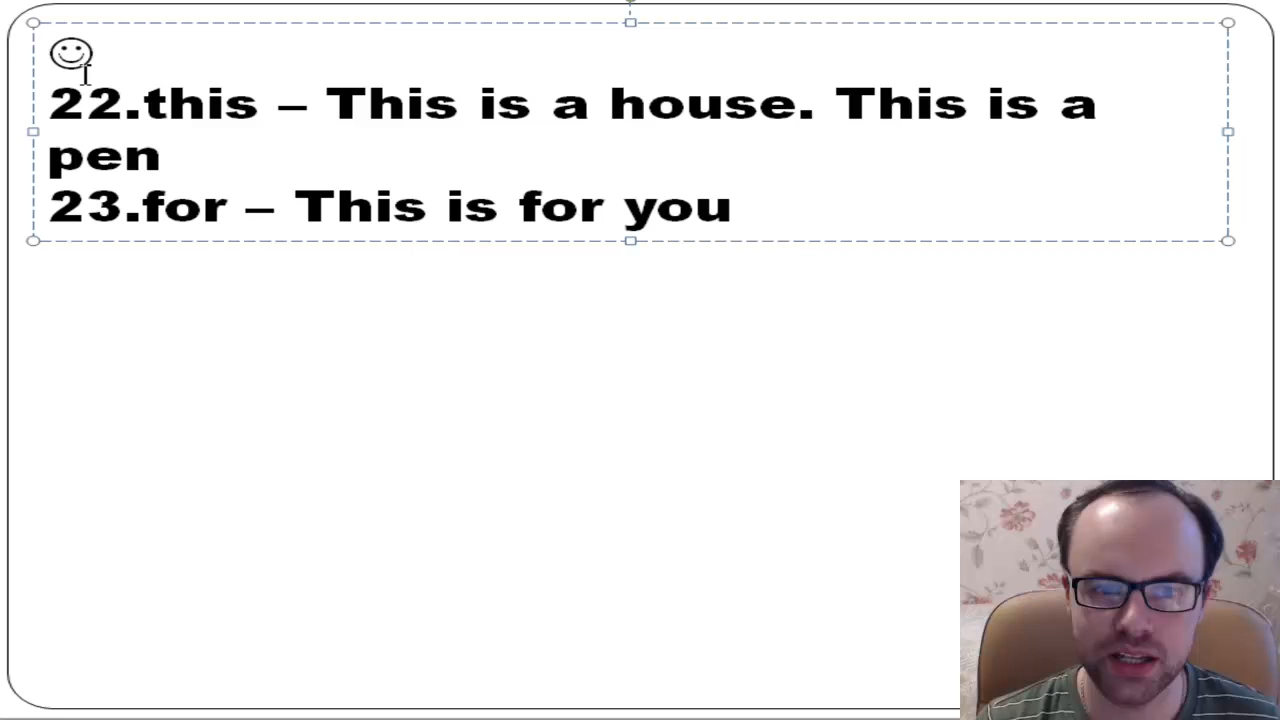 22.this – This is a house. This is a
pen
23.for – This is for you